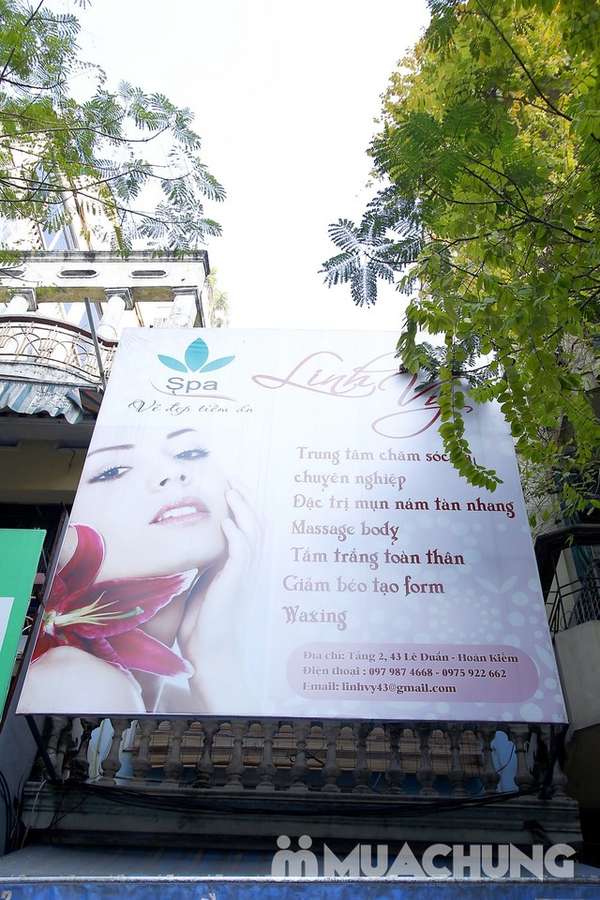 Spa
Vẻ đẹp tiềm ẩn
Linh Vy
Trung tâm chăm sóc
chuyên nghiệp
Đặc trị mụn nám tàn nhang
Massage body
Tắm trắng toàn thân
Giảm béo tạo form
Waxing
Địa chỉ: Tầng 2, 43 Lê Duẩn - Hoàn Kiếm
Điện thoại : 097 987 4668 - 0975 922 662
Email: linhvy43@gmail.com
MUACHUNG